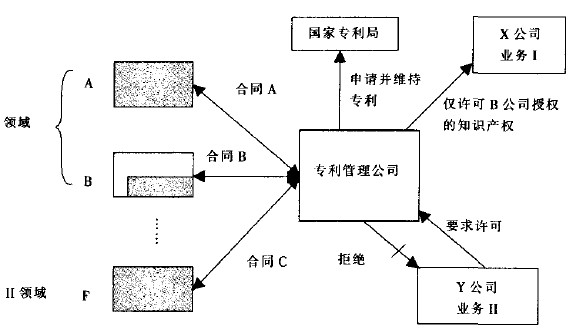 国家专利局
X 公司
业务 I
A
合同 A
申请并维持
专利
仅许可 B 公司授权
的知识产权
领域
合同 B
专利管理公司
B
要求许可
……
合同 C
拒绝
II 领域
F
Y 公司
业务 II